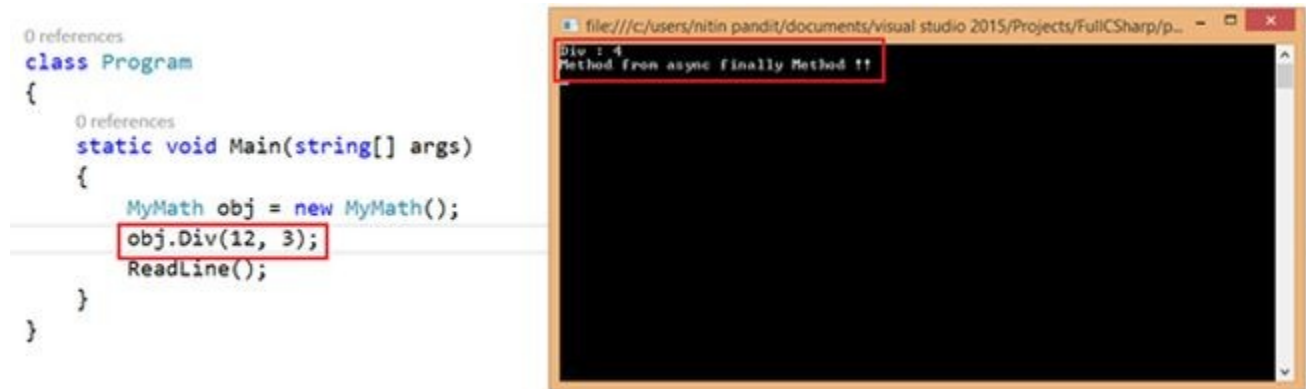 0 references
class Program
{
0 references
static void Main(string[] args)
{
MyMath obj = new MyMath();
obj.Div(12, 3);
ReadLine();
}
}
file:///c:/users/nitin pandit/documents/visual studio 2015/Projects/FullCSharp/p...
Div : 4
Method from async finally Method !!